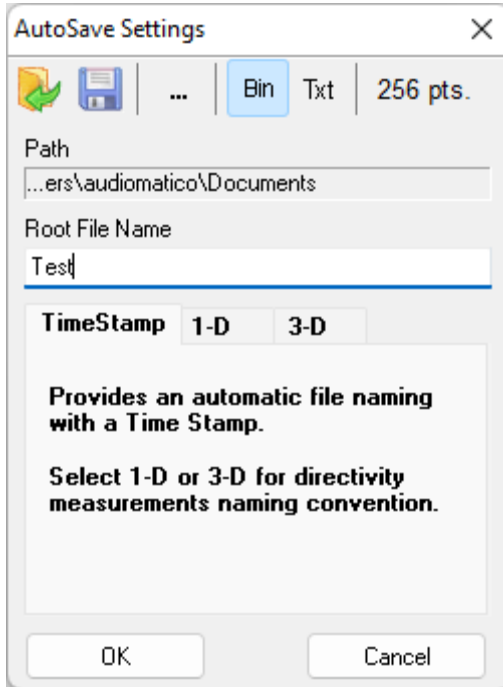 AutoSave Settings
... Bin Txt 256 pts.
Path
...ers\audiomatico\Documents
Root File Name
Test
TimeStamp 1-D 3-D
Provides an automatic file naming
with a Time Stamp.
Select 1-D or 3-D for directivity
measurements naming convention.
OK Cancel